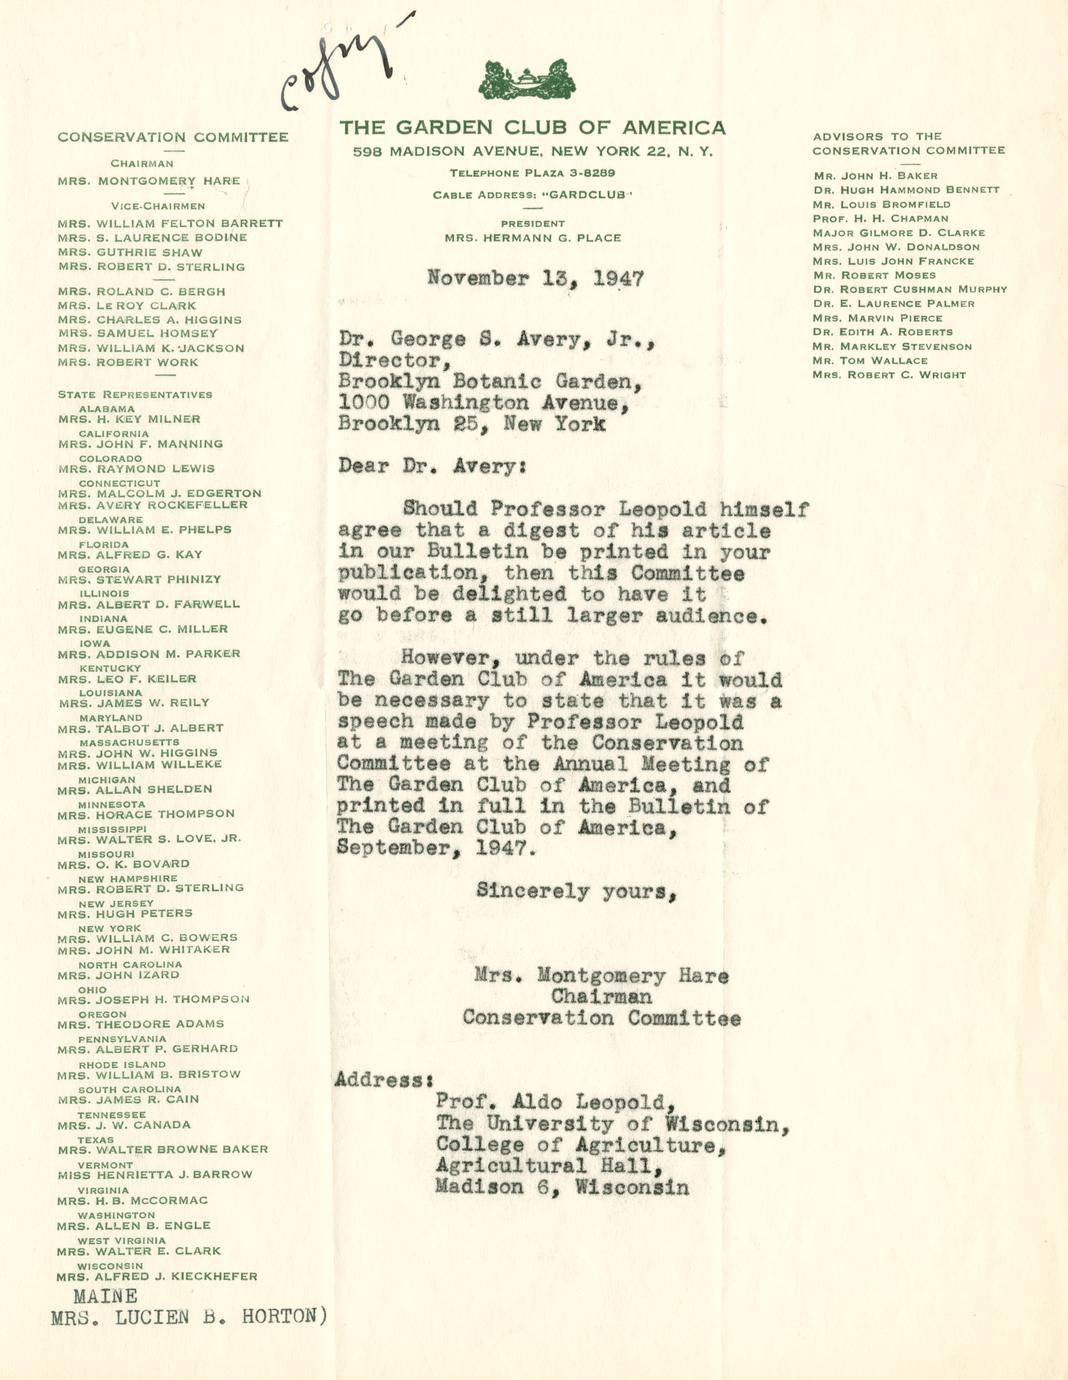 copy
THE GARDEN CLUB OF AMERICA
598 MADISON AVENUE, NEW YORK 22, N. Y.
TELEPHONE PLAZA 3-8289
CABLE ADDRESS: "GARDCLUB"
PRESIDENT
MRS. HERMANN G. PLACE
CONSERVATION COMMITTEE
CHAIRMAN
MRS. MONTGOMERY HARE
VICE-CHAIRMEN
MRS. WILLIAM FELTON BARRETT
MRS. S. LAURENCE BODINE
MRS. GUTHRIE SHAW
MRS. ROBERT D. STERLING
MRS. ROLAND C. BERGH
MRS. LE ROY CLARK
MRS. CHARLES A. HIGGINS
MRS. SAMUEL HOMSEY
MRS. WILLIAM K. JACKSON
MRS. ROBERT WORK
STATE REPRESENTATIVES
ALABAMA
MRS. H. KEY MILNER
CALIFORNIA
MRS. JOHN F. MANNING
COLORADO
MRS. RAYMOND LEWIS
CONNECTICUT
MRS. MALCOLM J. EDGERTON
MRS. AVERY ROCKEFELLER
DELAWARE
MRS. WILLIAM E. PHELPS
FLORIDA
MRS. ALFRED G. KAY
GEORGIA
MRS. STEWART PHINIZY
ILLINOIS
MRS. ALBERT D. FARWELL
INDIANA
MRS. EUGENE C. MILLER
IOWA
MRS. ADDISON M. PARKER
KENTUCKY
MRS. LEO F. KEILER
LOUISIANA
MRS. JAMES W. REILY
MARYLAND
MRS. TALBOT J. ALBERT
MASSACHUSETTS
MRS. JOHN W. HIGGINS
MRS. WILLIAM WILLEKE
MICHIGAN
MRS. ALLAN SHELDEN
MINNESOTA
MRS. HORACE THOMPSON
MISSISSIPPI
MRS. WALTER S. LOVE, JR.
MISSOURI
MRS. O. K. BOVARD
NEW HAMPSHIRE
MRS. ROBERT D. STERLING
NEW JERSEY
MRS. HUGH PETERS
NEW YORK
MRS. WILLIAM C. BOWERS
MRS. JOHN M. WHITAKER
NORTH CAROLINA
MRS. JOHN IZARD
OHIO
MRS. JOSEPH H. THOMPSON
OREGON
MRS. THEODORE ADAMS
PENNSYLVANIA
MRS. ALBERT P. GERHARD
RHODE ISLAND
MRS. WILLIAM B. BRISTOW
SOUTH CAROLINA
MRS. JAMES R. CAIN
TENNESSEE
MRS. J. W. CANADA
TEXAS
MRS. WALTER BROWNE BAKER
VERMONT
MISS HENRIETTA J. BARROW
VIRGINIA
MRS. H. B. McCORMAC
WASHINGTON
MRS. ALLEN B. ENGLE
WEST VIRGINIA
MRS. WALTER E. CLARK
WISCONSIN
MRS. ALFRED J. KIECKHEFER
MAINE
MRS. LUCIEN B. HORTON)
ADVISORS TO THE
CONSERVATION COMMITTEE
MR. JOHN H. BAKER
DR. HUGH HAMMOND BENNETT
MR. LOUIS BROMFIELD
PROF. H. H. CHAPMAN
MAJOR GILMORE D. CLARKE
MRS. JOHN W. DONALDSON
MRS. LUIS JOHN FRANCKE
MR. ROBERT MOSES
DR. ROBERT CUSHMAN MURPHY
DR. E. LAURENCE PALMER
MRS. MARVIN PIERCE
DR. EDITH A. ROBERTS
MR. MARKLEY STEVENSON
MR. TOM WALLACE
MRS. ROBERT C. WRIGHT
November 13, 1947
Dr. George S. Avery, Jr.,
Director,
Brooklyn Botanic Garden,
1000 Washington Avenue,
Brooklyn 25, New York
Dear Dr. Avery:
Should Professor Leopold himself
agree that a digest of his article
in our Bulletin be printed in your
publication, then this Committee
would be delighted to have it
go before a still larger audience.
However, under the rules of
The Garden Club of America it would
be necessary to state that it was a
speech made by Professor Leopold
at a meeting of the Conservation
Committee at the Annual Meeting of
The Garden Club of America, and
printed in full in the Bulletin of
The Garden Club of America,
September, 1947.
Sincerely yours,
Mrs. Montgomery Hare
Chairman
Conservation Committee
Address:
Prof. Aldo Leopold,
The University of Wisconsin,
College of Agriculture,
Agricultural Hall,
Madison 6, Wisconsin